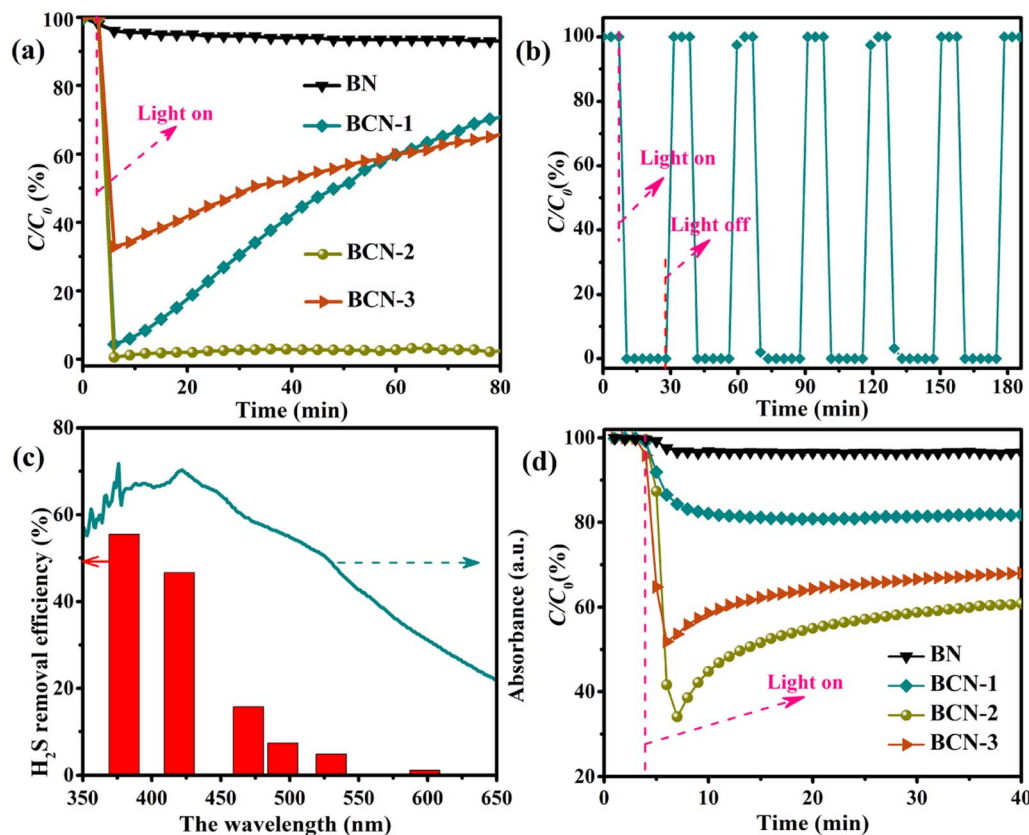 (a)
100
80
60
40
20
0
C/C0 (%)
Light on
BN
BCN-1
BCN-2
BCN-3
0 20 40 60 80
Time (min)
(b)
100
80
60
40
20
0
C/C0(%)
Light on
Light off
0 30 60 90 120 150 180
Time (min)
(c)
80
60
40
20
0
H2S removal efficiency (%)
Absorbance (a.u.)
350 400 450 500 550 600 650
The wavelength (nm)
(d)
100
80
60
40
20
C/C0(%)
Light on
BN
BCN-1
BCN-2
BCN-3
0 10 20 30 40
Time (min)